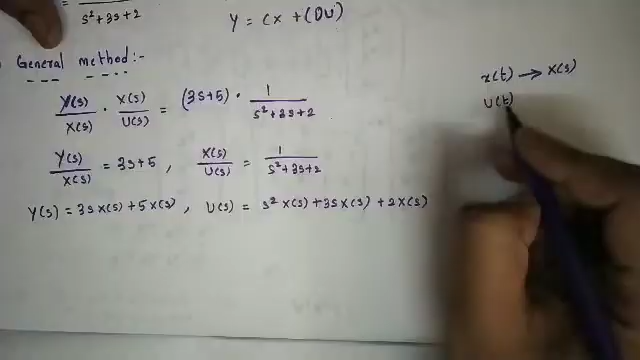 s²+3s+2
Y = Cx + (DU)
General method:-
Y(s)/X(s) · X(s)/U(s) = (3s+5) · 1/s²+3s+2
Y(s)/X(s) = 3s+5 , X(s)/U(s) = 1/s²+3s+2
Y(s) = 3s X(s) + 5 X(s) , U(s) = s² X(s) + 3s X(s) + 2 X(s)
x(t) → X(s)
U(t)